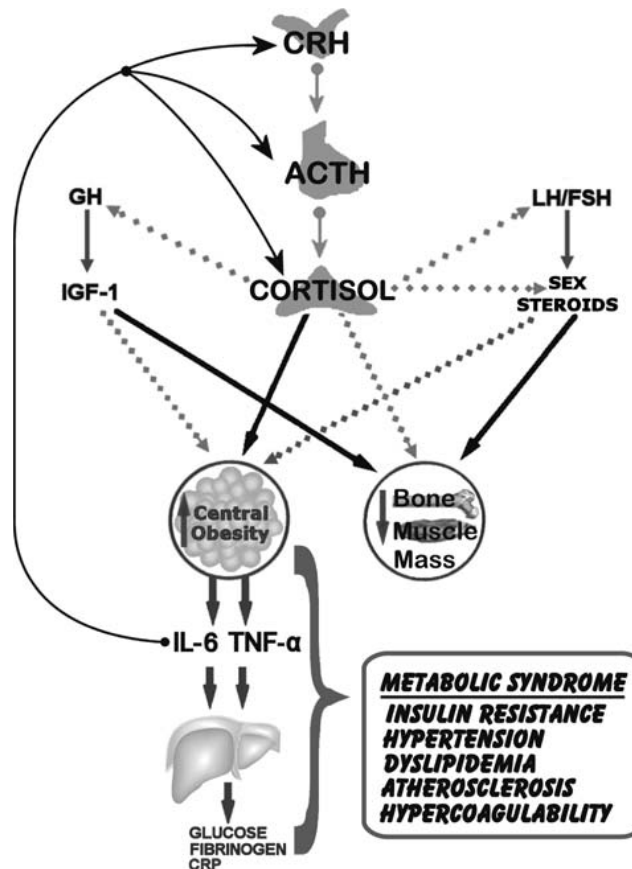 CRH
ACTH
GH
LH/FSH
IGF-1
CORTISOL
SEX
STEROIDS
Central
Obesity
Bone
Muscle
Mass
IL-6 TNF-α
METABOLIC SYNDROME
INSULIN RESISTANCE
HYPERTENSION
DYSLIPIDEMIA
ATHEROSCLEROSIS
HYPERCOAGULABILITY
GLUCOSE
FIBRINOGEN
CRP